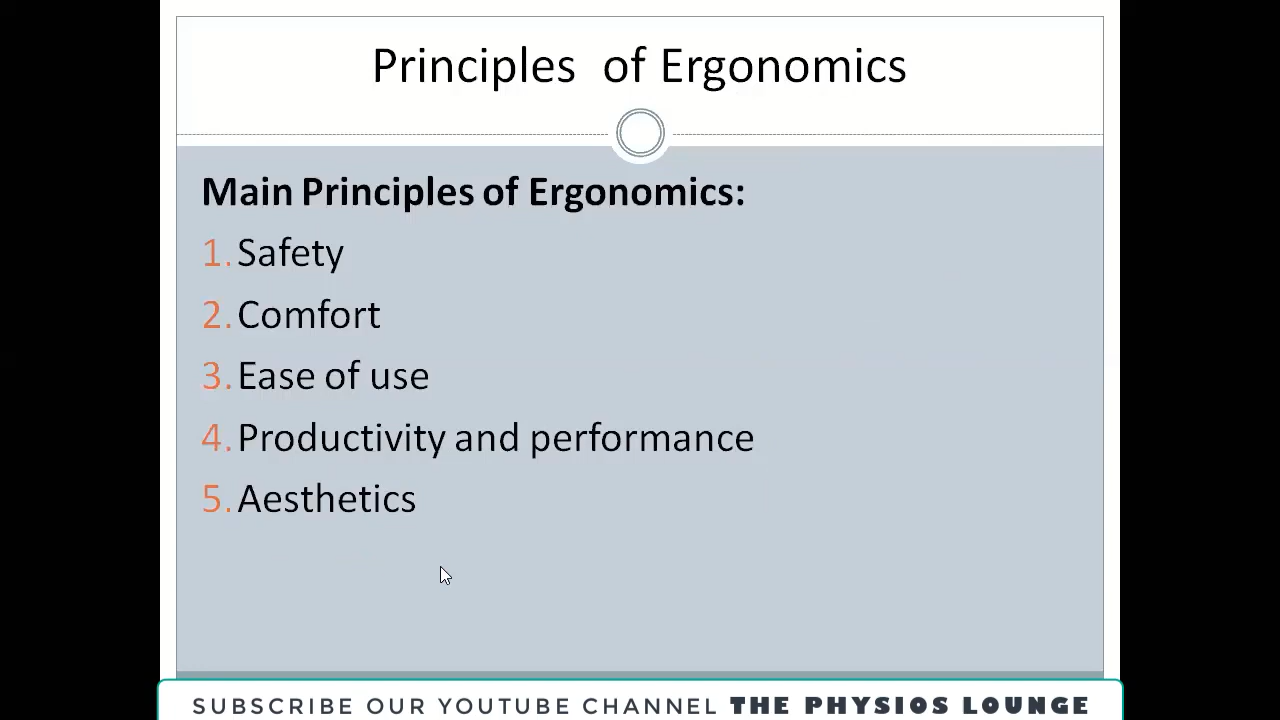 Principles of Ergonomics
Main Principles of Ergonomics:
1. Safety
2. Comfort
3. Ease of use
4. Productivity and performance
5. Aesthetics
SUBSCRIBE OUR YOUTUBE CHANNEL THE PHYSIOS LOUNGE